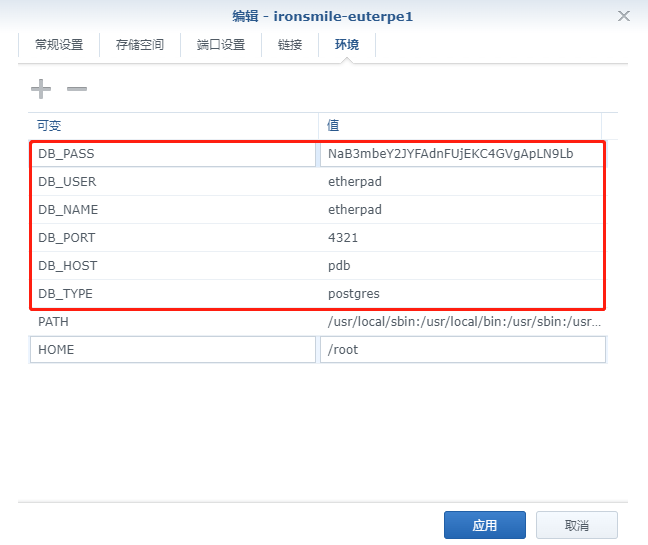 编辑 - ironsmile-euterpe1
常规设置 存储空间 端口设置 链接 环境
可变 值
DB_PASS NaB3mbeY2JYFAdnFUjEKC4GVgApLN9Lb
DB_USER etherpad
DB_NAME etherpad
DB_PORT 4321
DB_HOST pdb
DB_TYPE postgres
PATH /usr/local/sbin:/usr/local/bin:/usr/sbin:/usr...
HOME /root
应用 取消